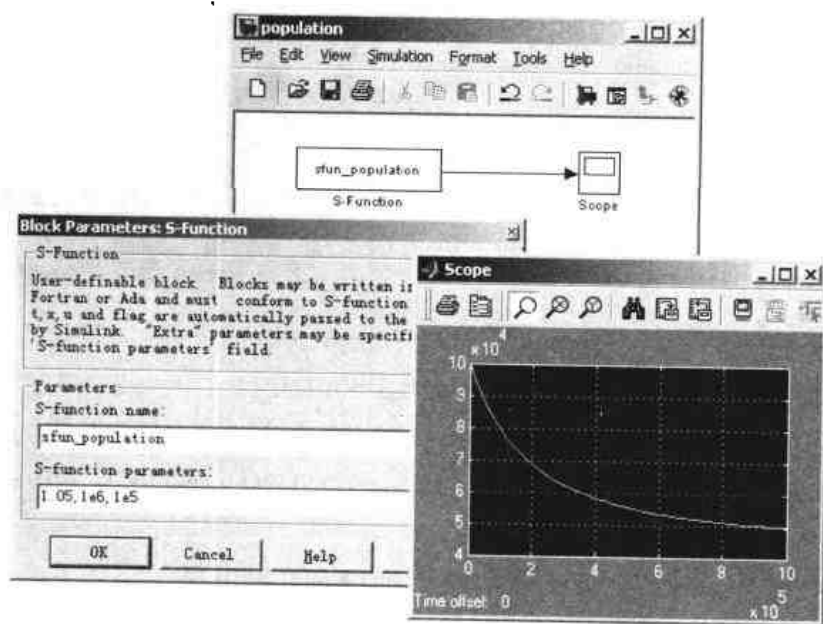 population
File Edit View Simulation Format Tools Help
sfun_population
S-Function
Scope
Block Parameters: S-Function
S-Function
User-definable block. Blocks may be written in
Fortran or Ada and must conform to S-function
t,x,u and flag are automatically passed to the
by Simulink. "Extra" parameters may be specifi
'S-function parameters' field.
Parameters
S-function name:
sfun_population
S-function parameters:
1.05,1e6,1e5
OK Cancel Help
Scope
x 10^4
10
9
8
7
6
5
4
0 2 4 6 8 10
x 10^5
Time offset: 0